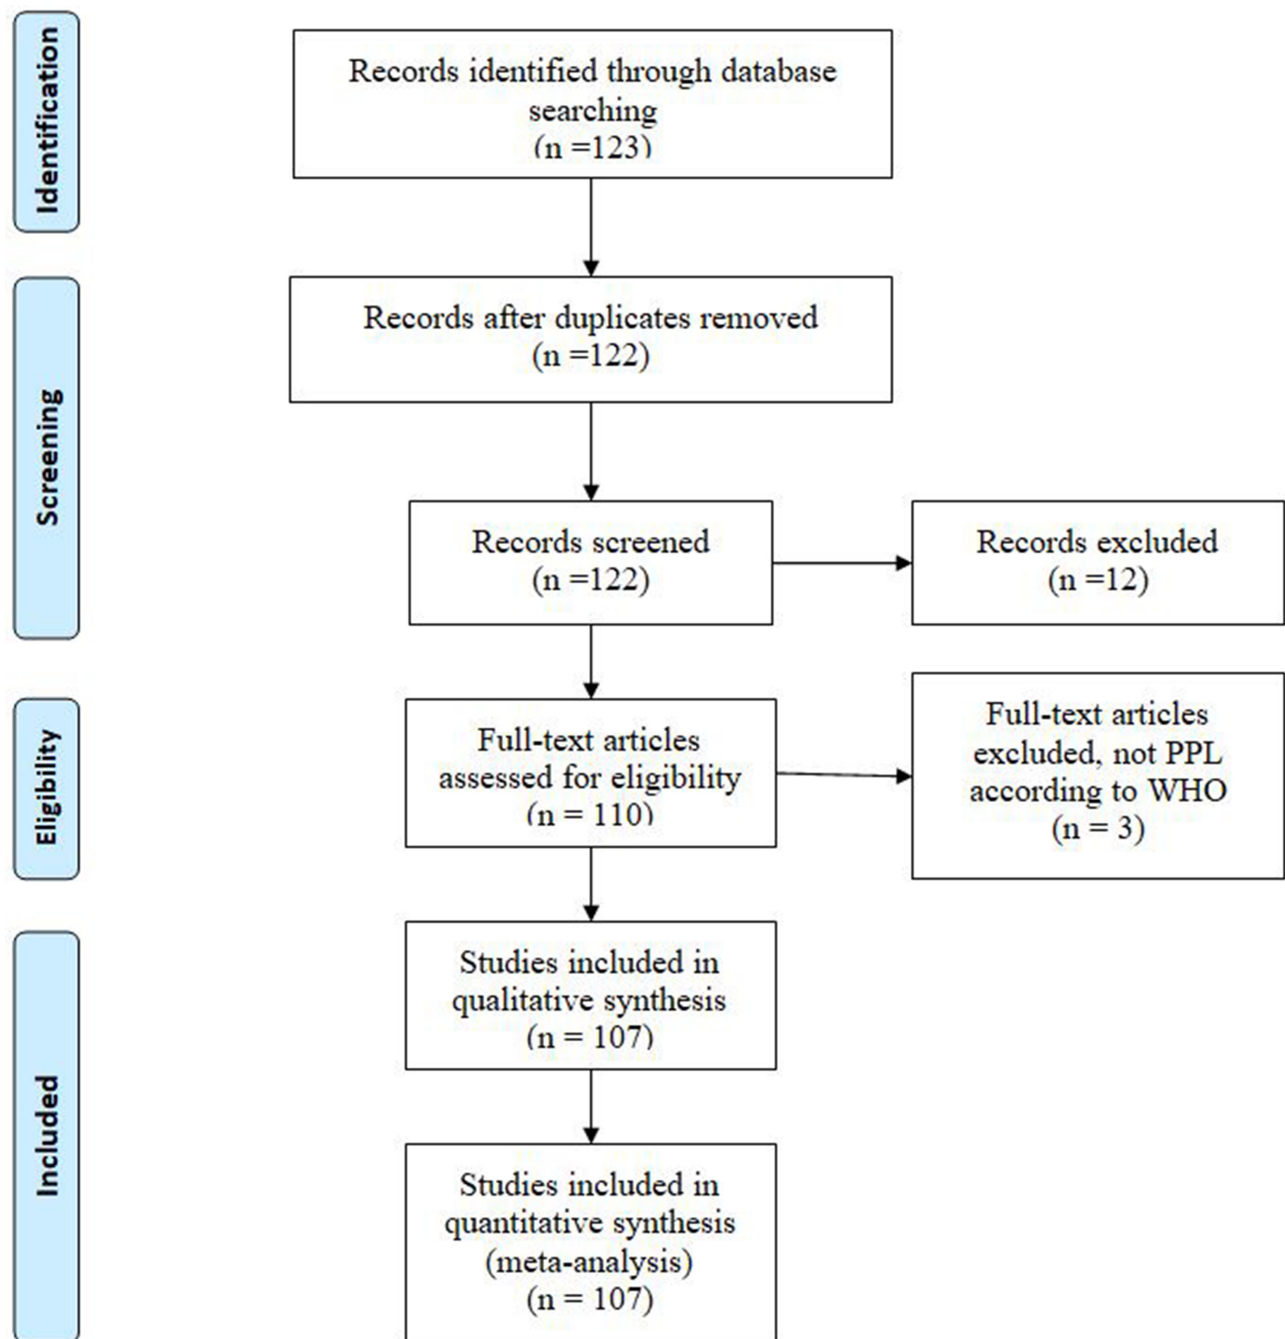 Identification
Records identified through database
searching
(n =123)
Screening
Records after duplicates removed
(n =122)
Records screened
(n =122)
Records excluded
(n =12)
Eligibility
Full-text articles
assessed for eligibility
(n = 110)
Full-text articles
excluded, not PPL
according to WHO
(n = 3)
Included
Studies included in
qualitative synthesis
(n = 107)
Studies included in
quantitative synthesis
(meta-analysis)
(n = 107)